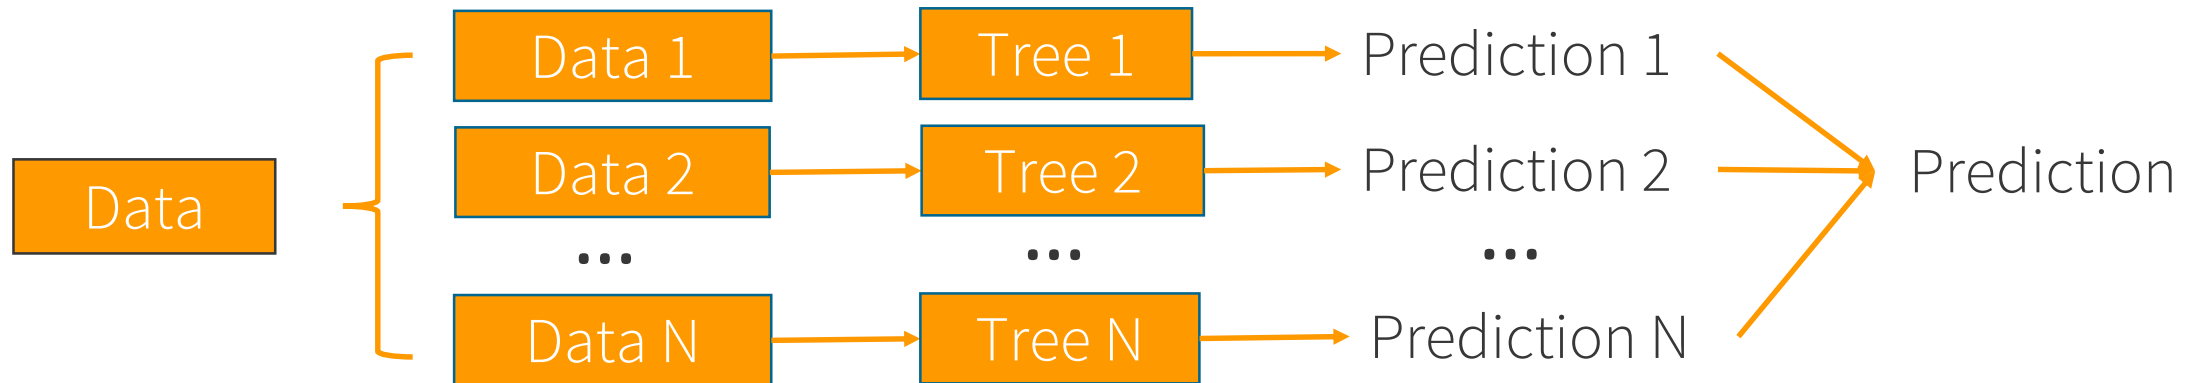 Data 1 Tree 1 Prediction 1
Data 2 Tree 2 Prediction 2 Prediction
Data
... ... ...
Data N Tree N Prediction N